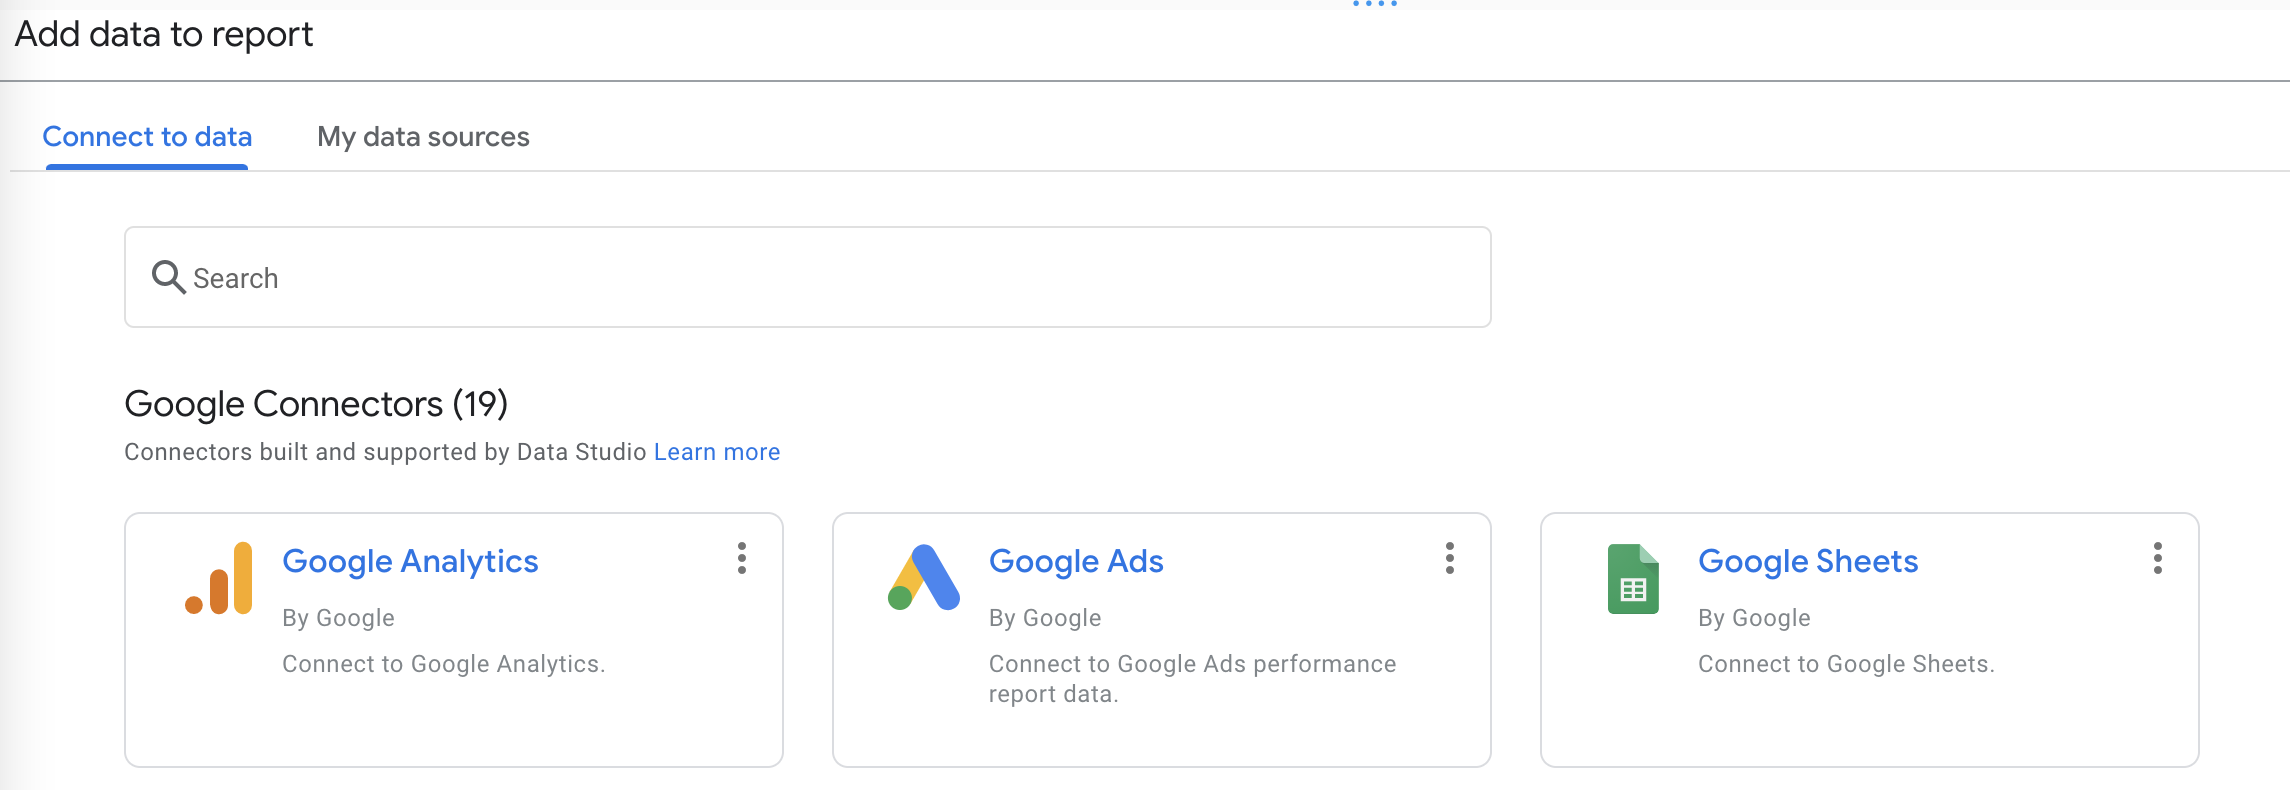 Add data to report
Connect to data
My data sources
Search
Google Connectors (19)
Connectors built and supported by Data Studio Learn more
Google Analytics
By Google
Connect to Google Analytics.
Google Ads
By Google
Connect to Google Ads performance
report data.
Google Sheets
By Google
Connect to Google Sheets.